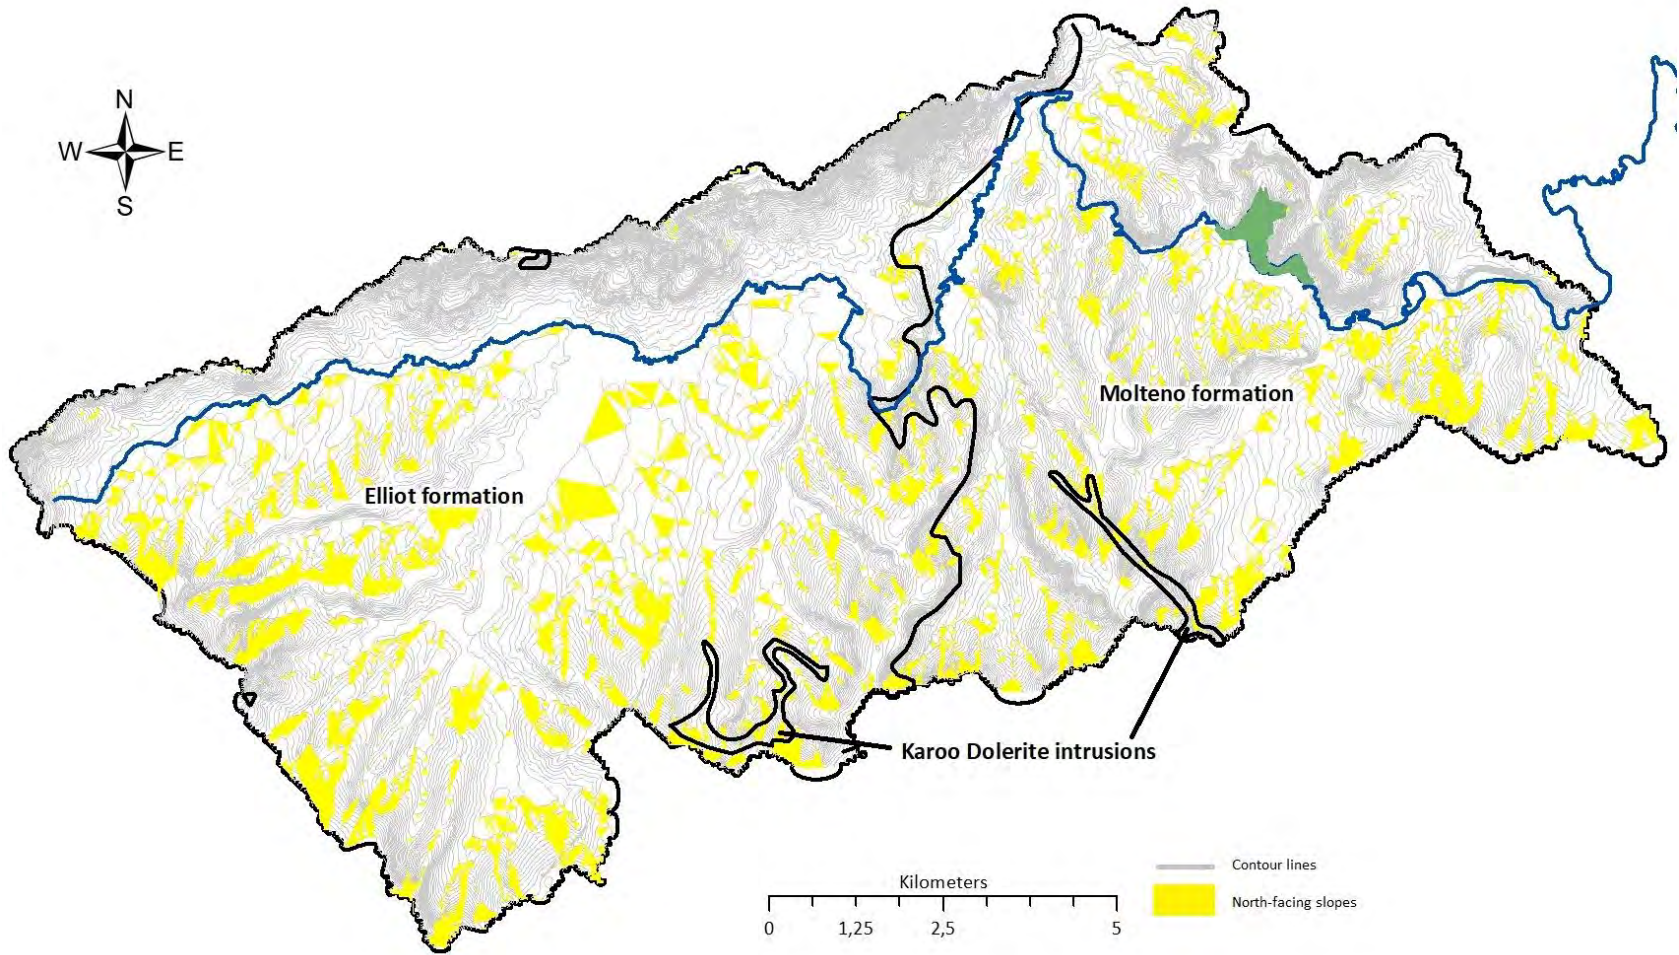 N
W E
S
Molteno formation
Elliot formation
Karoo Dolerite intrusions
Kilometers
0 1,25 2,5 5
Contour lines
North-facing slopes